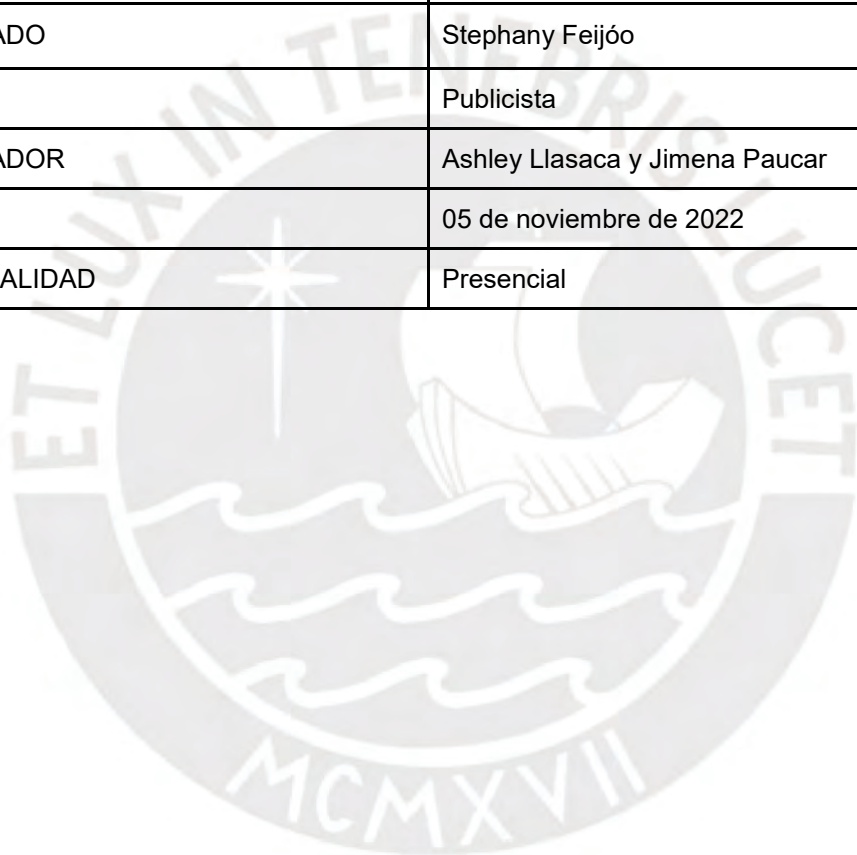 ADO Stephany Feijóo
Publicista
ADOR Ashley Llasaca y Jimena Paucar
05 de noviembre de 2022
ALIDAD Presencial
ET LUX IN TENEBRIS LUCET
MCMXVII